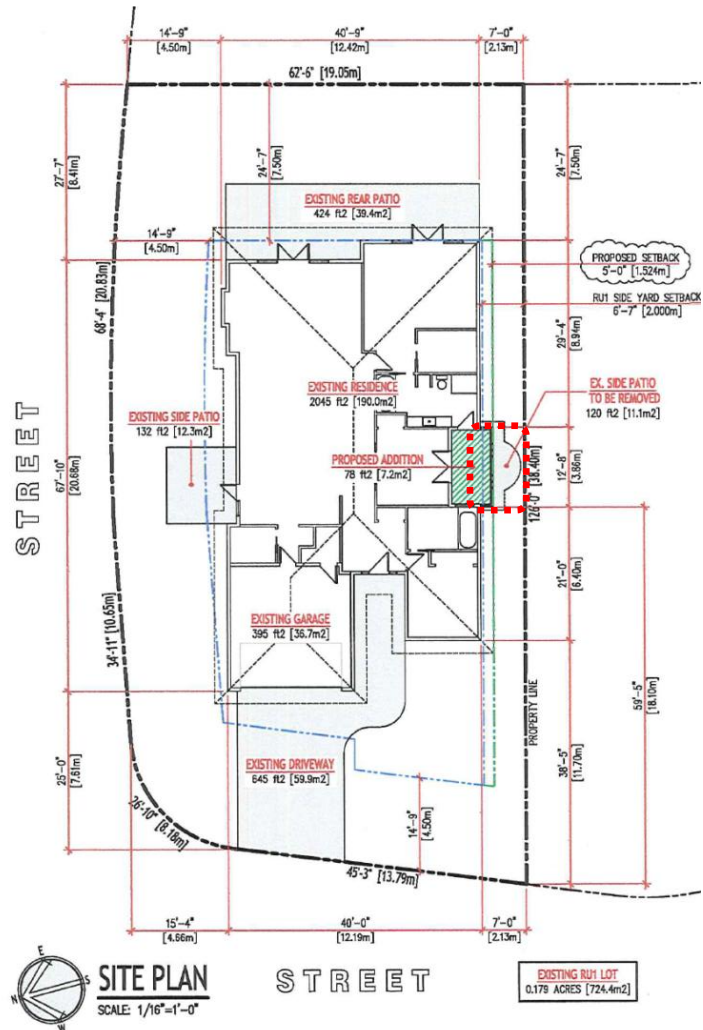 14'-9"
[4.50m]
40'-9"
[12.42m]
7'-0"
[2.13m]
62'-6" [19.05m]
27'-7"
[8.41m]
24'-7"
[7.50m]
24'-7"
[7.50m]
EXISTING REAR PATIO
424 ft2 [39.4m2]
14'-9"
[4.50m]
PROPOSED SETBACK
5'-0" [1.524m]
RU1 SIDE YARD SETBACK
6'-7" [2.000m]
68'-4" [20.83m]
29'-4"
[8.94m]
EXISTING RESIDENCE
2045 ft2 [190.0m2]
EX. SIDE PATIO
TO BE REMOVED
120 ft2 [11.1m2]
EXISTING SIDE PATIO
132 ft2 [12.3m2]
PROPOSED ADDITION
78 ft2 [7.2m2]
126'-0" [38.40m]
12'-8"
[3.86m]
67'-10"
[20.68m]
STREET
21'-0"
[6.40m]
EXISTING GARAGE
395 ft2 [36.7m2]
34'-11" [10.65m]
59'-5"
[18.10m]
PROPERTY LINE
38'-5"
[11.70m]
25'-0"
[7.61m]
EXISTING DRIVEWAY
645 ft2 [59.9m2]
14'-9"
[4.50m]
26'-10" [8.18m]
45'-3" [13.79m]
15'-4"
[4.66m]
40'-0"
[12.19m]
7'-0"
[2.13m]
E
S
N
W
SITE PLAN
SCALE: 1/16"=1'-0"
STREET
EXISTING RU1 LOT
0.179 ACRES [724.4m2]